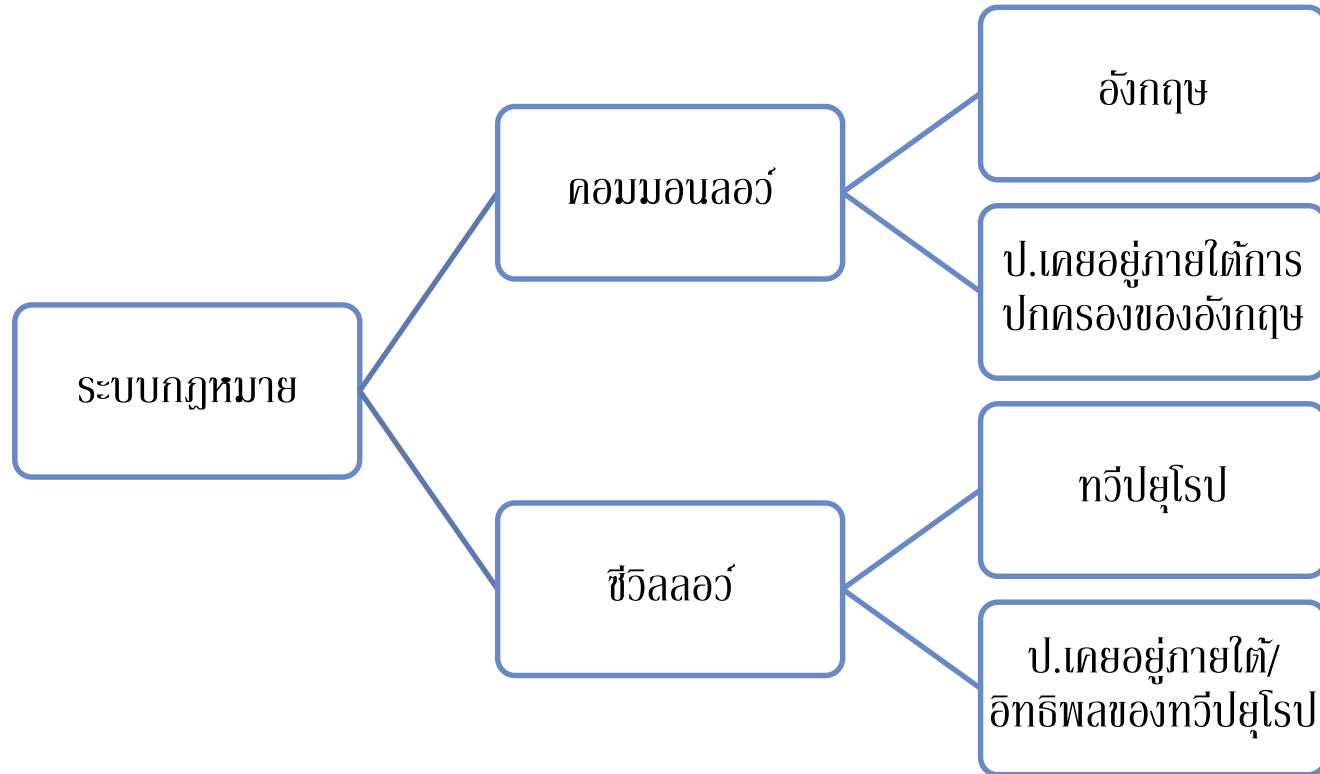 ระบบกฎหมาย
คอมมอนลอว์
อังกฤษ
ป.เคยอยู่ภายใต้การ
ปกครองของอังกฤษ
ซีวิลลอว์
ทวีปยุโรป
ป.เคยอยู่ภายใต้/
อิทธิพลของทวีปยุโรป